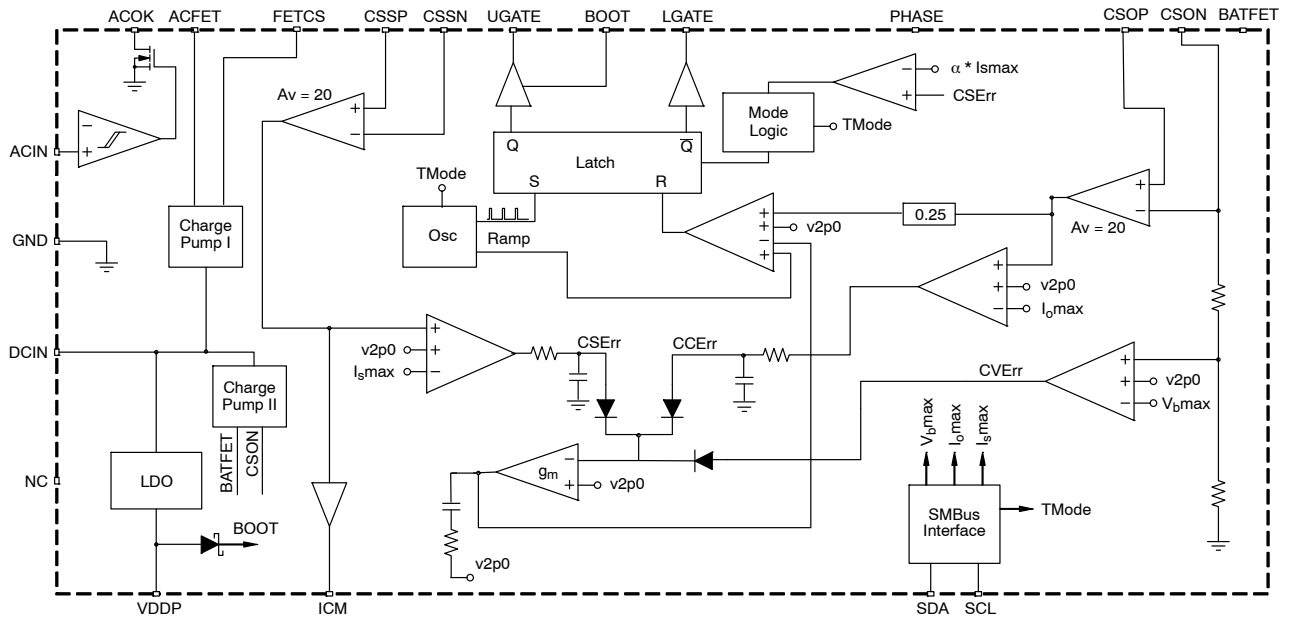 ACOK ACFET FETCS CSSP CSSN UGATE BOOT LGATE PHASE CSOP CSON BATFET
Av = 20
−
+
ACIN
+
−
Q
Q̅
Latch
S
R
Mode
Logic
TMode
−
α * Ismax
+
CSErr
TMode
Osc
Ramp
+
+
v2p0
−
+
0.25
+
−
Av = 20
GND
Charge
Pump I
+
+
v2p0
−
Iomax
DCIN
+
v2p0
+
Ismax
−
CSErr
CCErr
CVErr
+
+
v2p0
−
Vbmax
Charge
Pump II
BATFET
CSON
NC
LDO
BOOT
gm
−
+
v2p0
v2p0
Vbmax
Iomax
Ismax
SMBus
Interface
TMode
VDDP
ICM
SDA
SCL